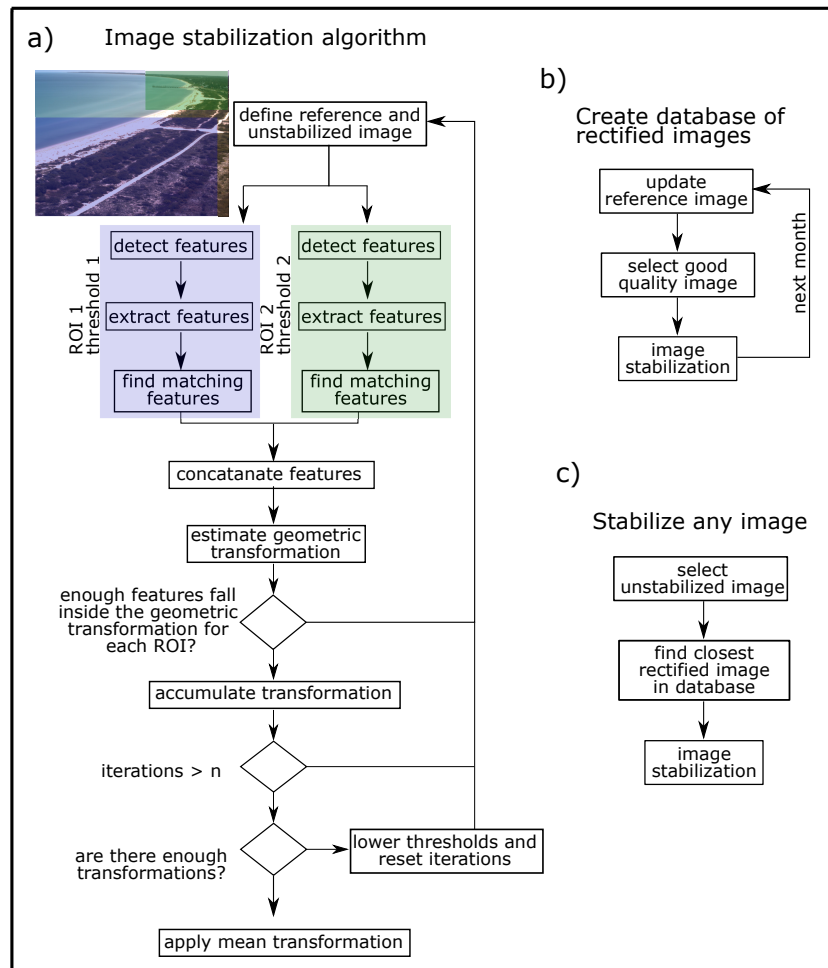 a) Image stabilization algorithm
define reference and
unstabilized image
ROI 1
threshold 1
detect features
extract features
find matching
features
ROI 2
threshold 2
detect features
extract features
find matching
features
concatanate features
estimate geometric
transformation
enough features fall
inside the geometric
transformation for
each ROI?
accumulate transformation
iterations > n
are there enough
transformations?
lower thresholds and
reset iterations
apply mean transformation
b)
Create database of
rectified images
update
reference image
select good
quality image
image
stabilization
next month
c)
Stabilize any image
select
unstabilized image
find closest
rectified image
in database
image
stabilization